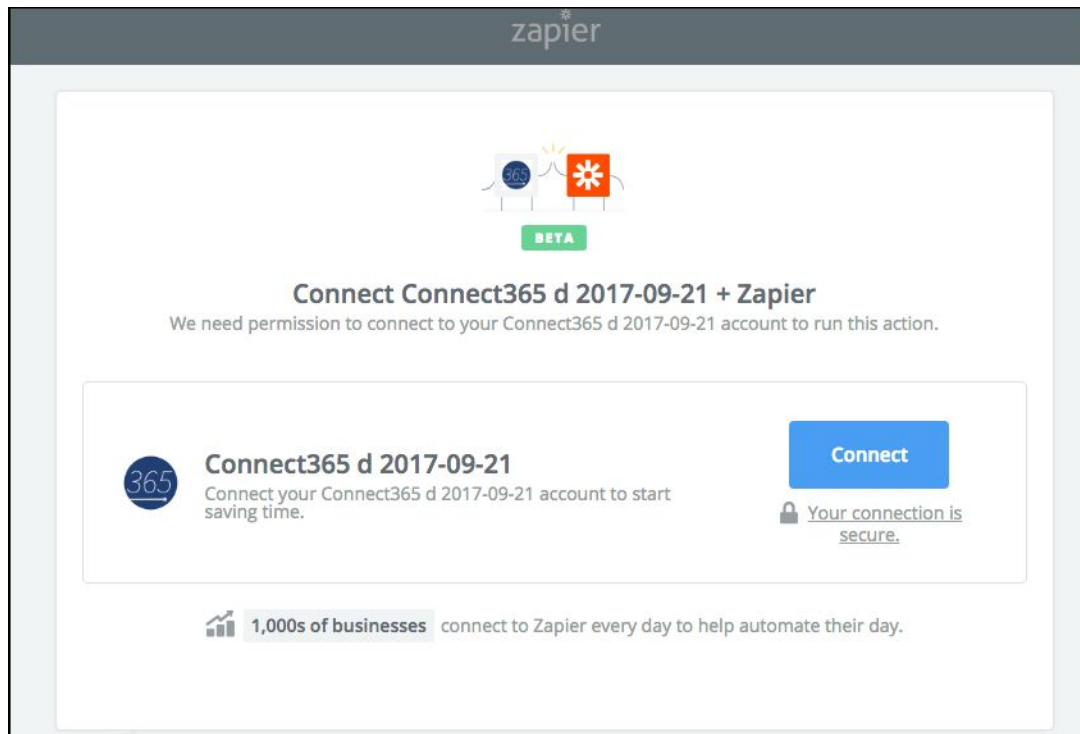 zapier
365
BETA
Connect Connect365 d 2017-09-21 + Zapier
We need permission to connect to your Connect365 d 2017-09-21 account to run this action.
365
Connect365 d 2017-09-21
Connect your Connect365 d 2017-09-21 account to start
saving time.
Connect
Your connection is
secure.
1,000s of businesses connect to Zapier every day to help automate their day.